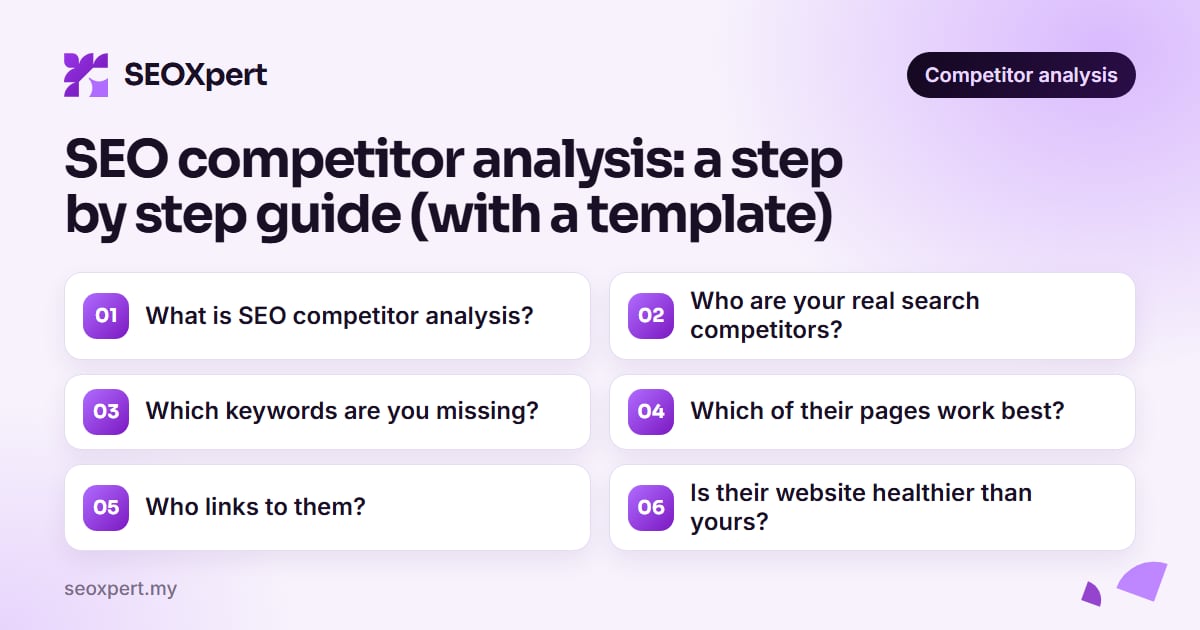 SEOXpert
Competitor analysis
SEO competitor analysis: a step
by step guide (with a template)
01
What is SEO competitor analysis?
02
Who are your real search
competitors?
03
Which keywords are you missing?
04
Which of their pages work best?
05
Who links to them?
06
Is their website healthier than
yours?
seoxpert.my